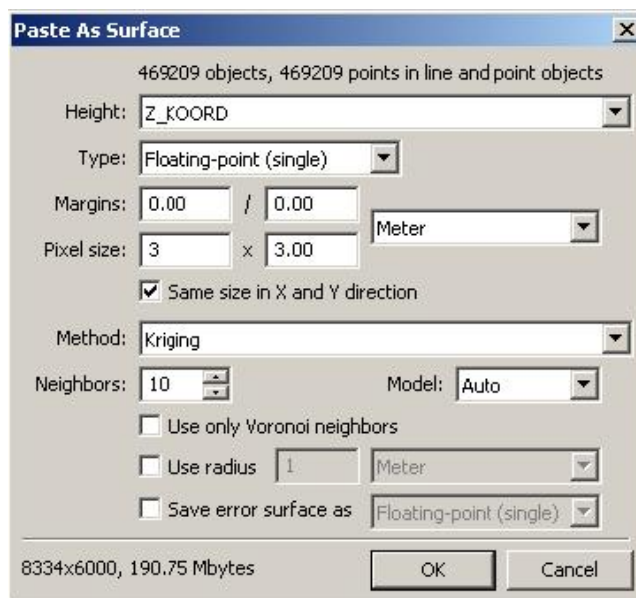 Paste As Surface
469209 objects, 469209 points in line and point objects
Height: Z_KOORD
Type: Floating-point (single)
Margins: 0.00 / 0.00
Meter
Pixel size: 3 x 3.00
Same size in X and Y direction
Method: Kriging
Neighbors: 10 Model: Auto
Use only Voronoi neighbors
Use radius 1 Meter
Save error surface as Floating-point (single)
8334x6000, 190.75 Mbytes OK Cancel